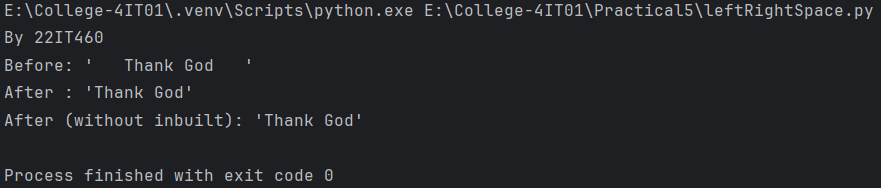 E:\College-4IT01\.venv\Scripts\python.exe E:\College-4IT01\Practical5\leftRightSpace.py
By 22IT460
Before: '   Thank God   '
After : 'Thank God'
After (without inbuilt): 'Thank God'
Process finished with exit code 0